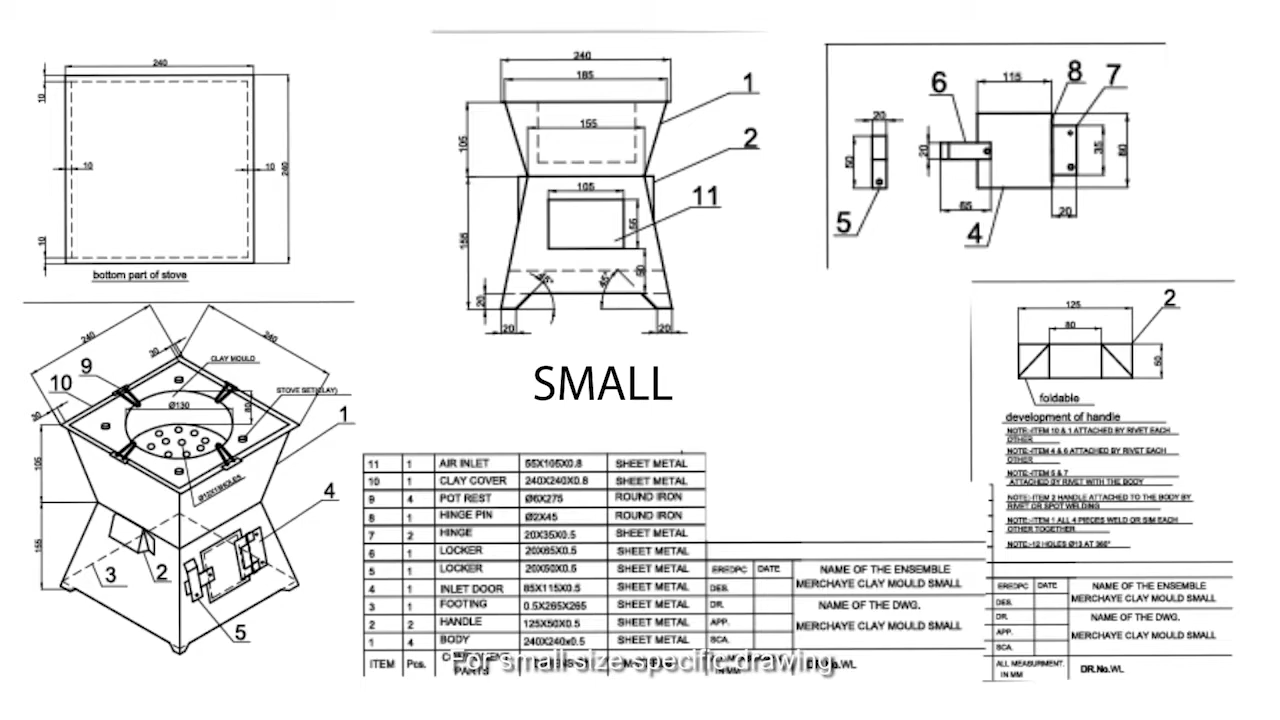 240
10
10
10
240
10
bottom part of stove
240
185
1
155
2
105
105
11
55
155
50
45°
45°
20
20
20
SMALL
6
115
8
7
20
50
20
35
80
65
20
5
4
125
2
80
50
foldable
development of handle
NOTE:-ITEM 10 & 1 ATTACHED BY RIVET EACH
OTHER
NOTE:-ITEM 4 & 6 ATTACHED BY RIVET EACH
OTHER
NOTE:-ITEM 5 & 7
ATTACHED BY RIVET WITH THE BODY
NOTE:-ITEM 2 HANDLE ATTACHED TO THE BODY BY
RIVET OR SPOT WELDING
NOTE:-ITEM 1 ALL 4 PIECES WELD OR SIM EACH
OTHER TOGETHER
NOTE:-12 HOLES Ø13 AT 360°
240
240
30
CLAY MOULD
9
10
STOVE SET(CLAY)
Ø130
80
30
1
105
4
155
3
2
5
11 1 AIR INLET 55X105X0.8 SHEET METAL
10 1 CLAY COVER 240X240X0.8 SHEET METAL
9 4 POT REST Ø6X275 ROUND IRON
8 1 HINGE PIN Ø2X45 ROUND IRON
7 2 HINGE 20X35X0.5 SHEET METAL
6 1 LOCKER 20X65X0.5 SHEET METAL
5 1 LOCKER 20X50X0.5 SHEET METAL
4 1 INLET DOOR 85X115X0.5 SHEET METAL
3 1 FOOTING 0.5X265X265 SHEET METAL
2 2 HANDLE 125X50X0.5 SHEET METAL
1 4 BODY 240X240x0.5 SHEET METAL
ITEM Pcs. PARTS
EREDPC DATE NAME OF THE ENSEMBLE
DES. MERCHAYE CLAY MOULD SMALL
DR. NAME OF THE DWG.
APP. MERCHAYE CLAY MOULD SMALL
SCA.
IN MM
EREDPC DATE NAME OF THE ENSEMBLE
DES. MERCHAYE CLAY MOULD SMALL
DR. NAME OF THE DWG.
APP. MERCHAYE CLAY MOULD SMALL
SCA.
ALL MEASURMENT. DR.No.WL
IN MM
For small size specific drawing